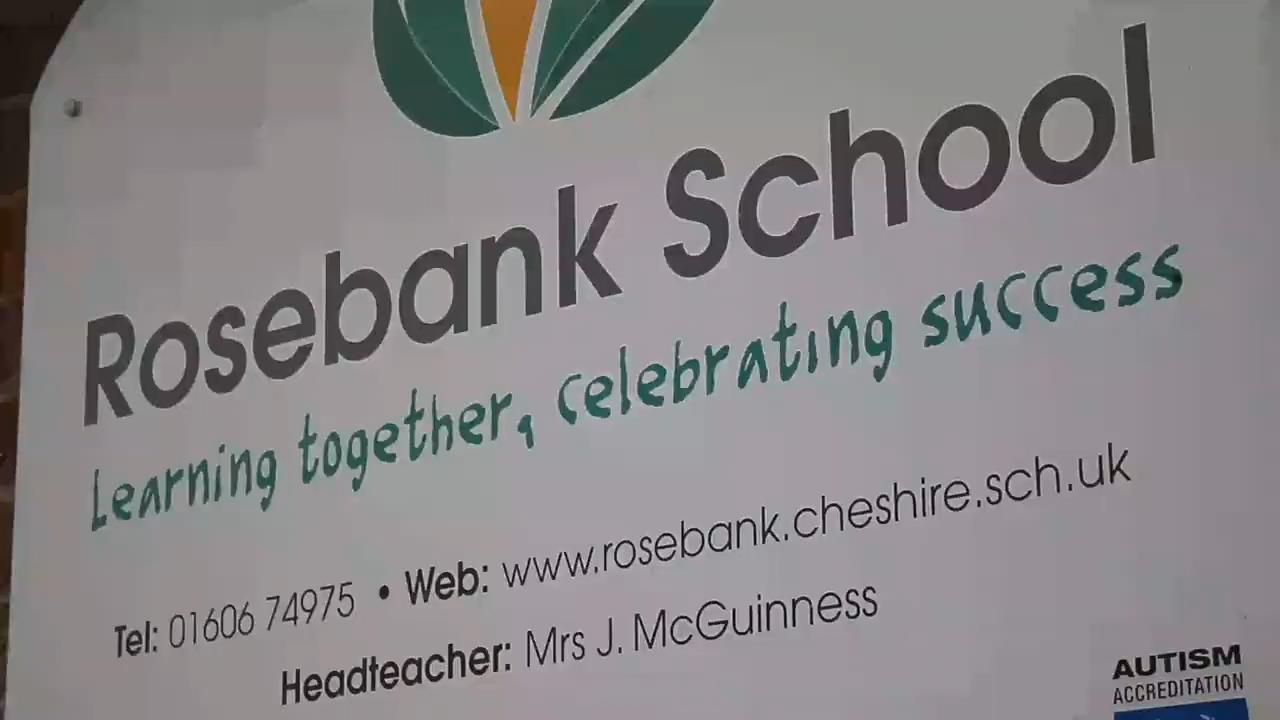 Rosebank School
Learning together, celebrating success
Tel: 01606 74975 • Web: www.rosebank.cheshire.sch.uk
Headteacher: Mrs J. McGuinness
AUTISM
ACCREDITATION